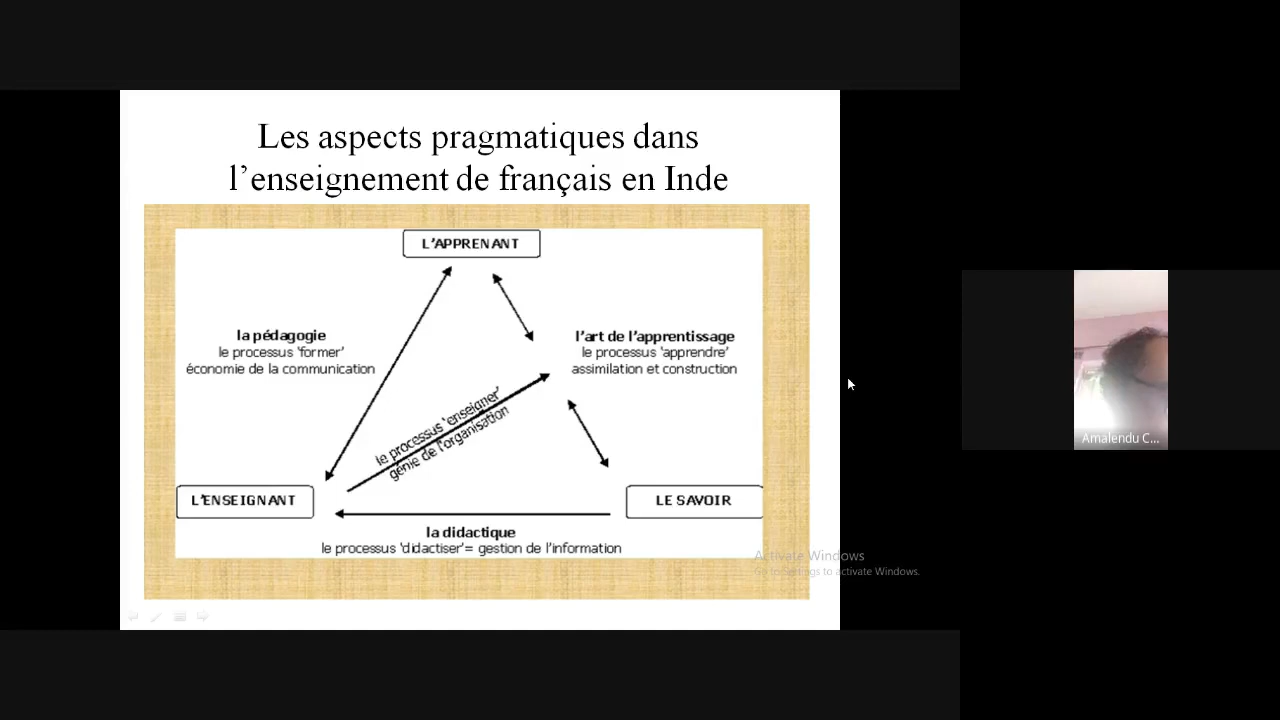 Les aspects pragmatiques dans
l’enseignement de français en Inde
L'APPRENANT
la pédagogie
le processus 'former'
économie de la communication
l'art de l'apprentissage
le processus 'apprendre'
assimilation et construction
le processus 'enseigner'
génie de l'organisation
L'ENSEIGNANT
LE SAVOIR
la didactique
le processus 'didactiser'= gestion de l'information
Amalendu C...
Activate Windows
Go to Settings to activate Windows.